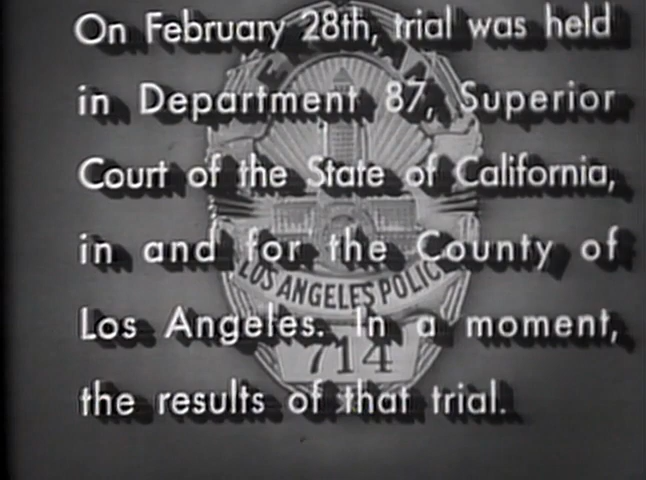 On February 28th, trial was held
in Department 87, Superior
Court of the State of California,
in and for the County of
Los Angeles. In a moment,
the results of that trial.
LOS ANGELES POLIC
714